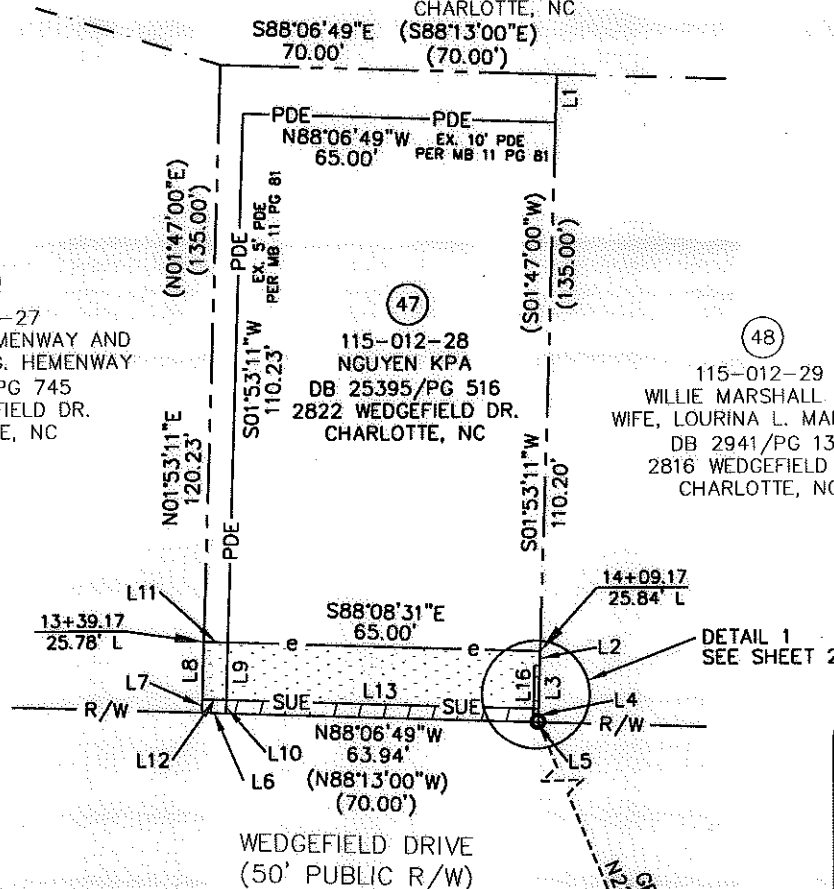 CHARLOTTE, NC
S88°06'49"E (S88°13'00"E)
70.00' (70.00')
L1
PDE PDE
N88°06'49"W EX. 10' PDE
65.00' PER MB 11 PG 81
(N01°47'00"E)
(135.00')
PDE
EX. 5' PDE
PER MB 11 PG 81
(S01°47'00"W)
(135.00')
47
115-012-28
NGUYEN KPA
DB 25395/PG 516
2822 WEDGEFIELD DR.
CHARLOTTE, NC
-27
MENWAY AND
G. HEMENWAY
PG 745
FIELD DR.
E, NC
48
115-012-29
WILLIE MARSHALL
WIFE, LOURINA L. MA
DB 2941/PG 13
2816 WEDGEFIELD
CHARLOTTE, NC
N01°53'11"E
120.23'
S01°53'11"W
110.23'
S01°53'11"W
110.20'
PDE
L11
13+39.17
25.78' L
S88°08'31"E
65.00'
e e
14+09.17
25.84' L
L2
DETAIL 1
SEE SHEET 2
L8
L9
L7
SUE L13 SUE
L16
L3
L4
R/W R/W
L12
L6
L10
L5
N88°06'49"W
63.94'
(N88°13'00"W)
(70.00')
WEDGEFIELD DRIVE
(50' PUBLIC R/W)
N2